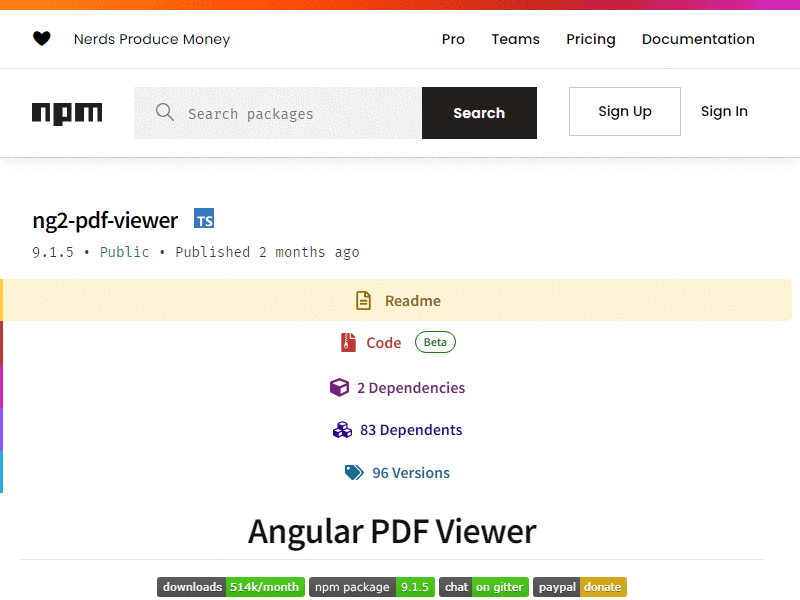 Nerds Produce Money
Pro Teams Pricing Documentation
npm
Search packages
Search
Sign Up
Sign In
ng2-pdf-viewer TS
9.1.5 • Public • Published 2 months ago
Readme
Code Beta
2 Dependencies
83 Dependents
96 Versions
Angular PDF Viewer
downloads 514k/month npm package 9.1.5 chat on gitter paypal donate